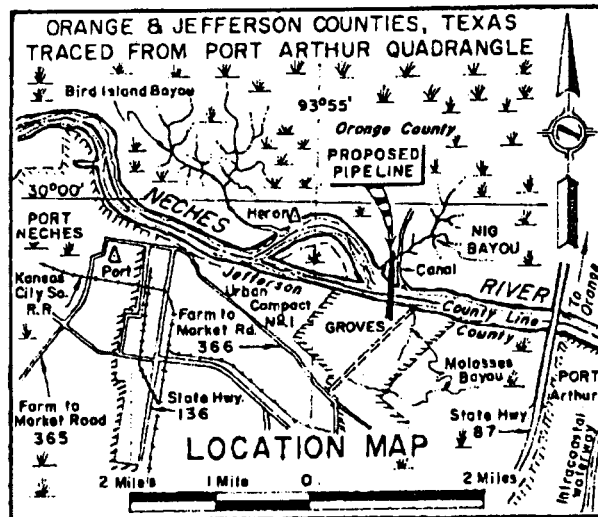 ORANGE & JEFFERSON COUNTIES, TEXAS
TRACED FROM PORT ARTHUR QUADRANGLE
Bird Island Bayou
93°55'
Orange County
PROPOSED
PIPELINE
30°00'
NECHES
Heron
NIG
BAYOU
PORT
NECHES
Canal
RIVER
To
Orange
Kansas
City So.
R.R.
Port
Jefferson
County Line
County
Urban
Compact
No. 1
GROVES
Farm to
Market Rd.
366
Molasses
Bayou
PORT
Arthur
Farm to
Market Road
365
State Hwy.
136
State Hwy
87
LOCATION MAP
Intracoastal
waterway
2 Mile's
1 Mile
0
2 Miles